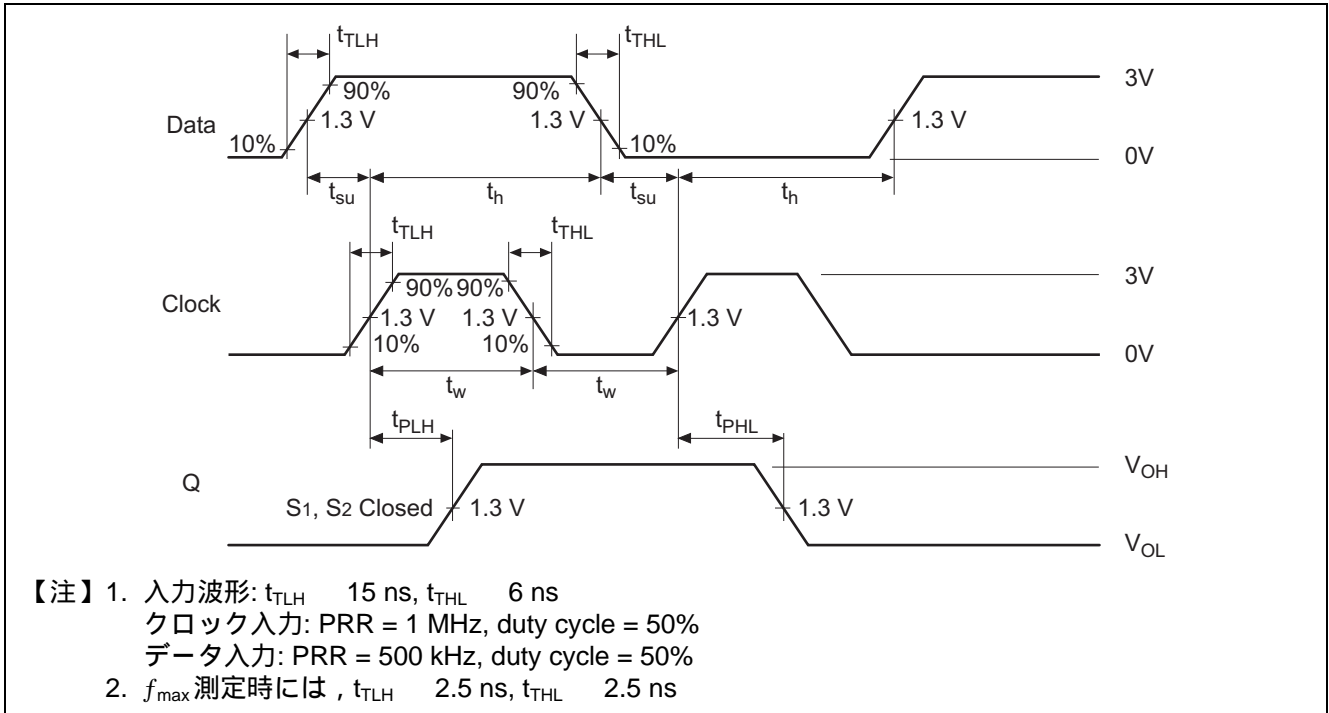 tTLH
tTHL
3V
90%
90%
Data
1.3 V
1.3 V
1.3 V
10%
10%
0V
tsu
th
tsu
th
tTLH
tTHL
3V
90%
90%
Clock
1.3 V
1.3 V
1.3 V
10%
10%
0V
tw
tw
tPLH
tPHL
VOH
Q
S1, S2 Closed
1.3 V
1.3 V
VOL
【注】1. 入力波形: tTLH 15 ns, tTHL 6 ns
クロック入力: PRR = 1 MHz, duty cycle = 50%
データ入力: PRR = 500 kHz, duty cycle = 50%
2. fmax 測定時には , tTLH 2.5 ns, tTHL 2.5 ns